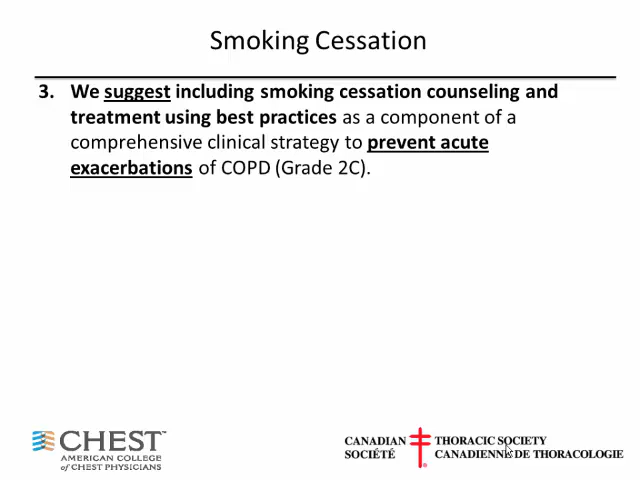 Smoking Cessation
3. We suggest including smoking cessation counseling and
treatment using best practices as a component of a
comprehensive clinical strategy to prevent acute
exacerbations of COPD (Grade 2C).
CHEST™
AMERICAN COLLEGE
of CHEST PHYSICIANS
CANADIAN THORACIC SOCIETY
SOCIÉTÉ CANADIENNE DE THORACOLOGIE